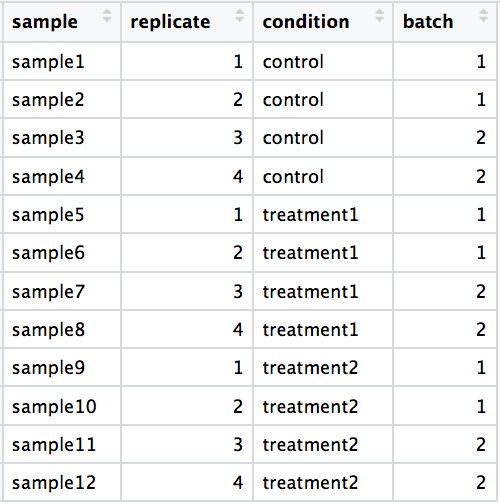 sample replicate condition batch
sample1 1 control 1
sample2 2 control 1
sample3 3 control 2
sample4 4 control 2
sample5 1 treatment1 1
sample6 2 treatment1 1
sample7 3 treatment1 2
sample8 4 treatment1 2
sample9 1 treatment2 1
sample10 2 treatment2 1
sample11 3 treatment2 2
sample12 4 treatment2 2